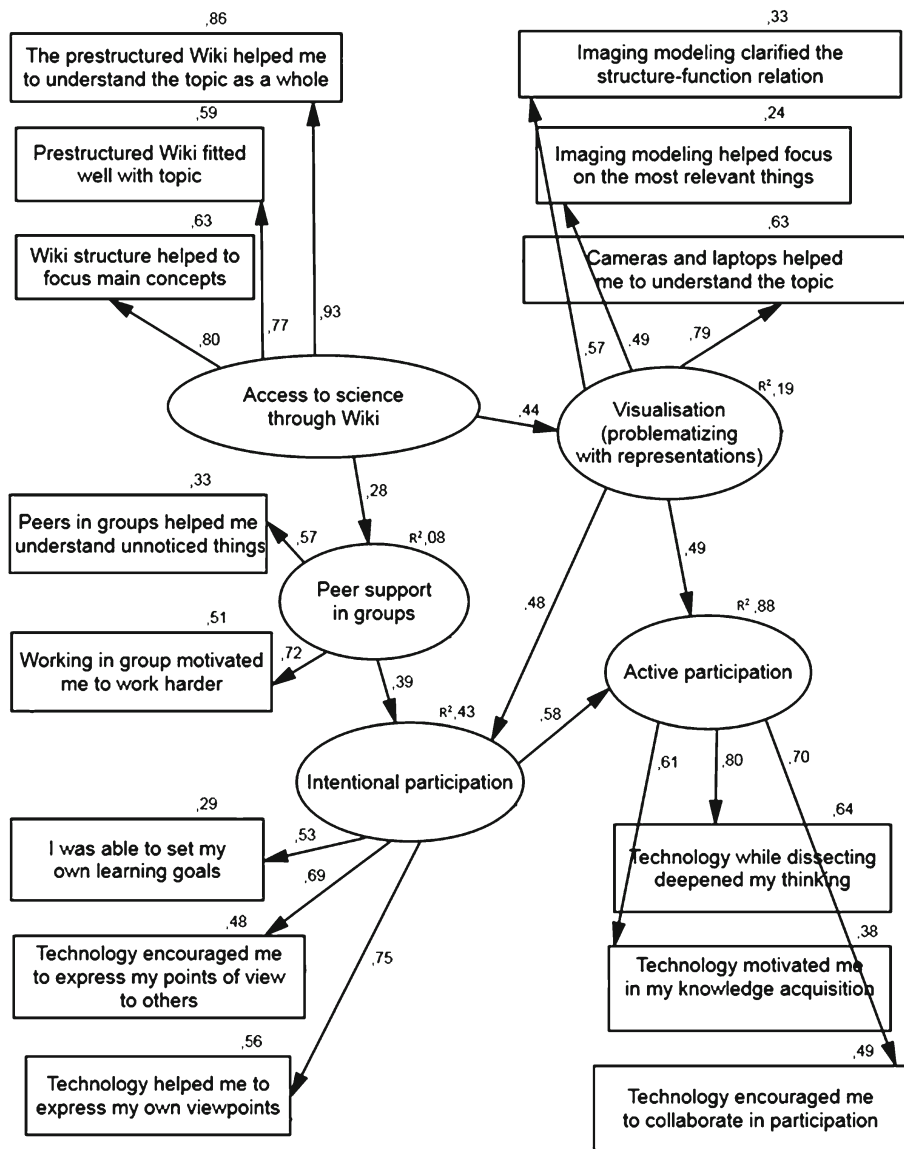 ,86
The prestructured Wiki helped me
to understand the topic as a whole
,59
Prestructured Wiki fitted
well with topic
,63
Wiki structure helped to
focus main concepts
,80
,77
,93
,33
Imaging modeling clarified the
structure-function relation
,24
Imaging modeling helped focus
on the most relevant things
,63
Cameras and laptops helped
me to understand the topic
,57
,49
,79
Access to science
through Wiki
,44
R²,19
Visualisation
(problematizing
with representations)
,28
,33
Peers in groups helped me
understand unnoticed things
,57
R²,08
Peer support
in groups
,48
,49
,51
Working in group motivated
me to work harder
,72
,39
R²,88
Active participation
R²,43
Intentional participation
,58
,61
,80
,70
,29
I was able to set my
own learning goals
,53
,69
,75
,48
Technology encouraged me
to express my points of view
to others
,56
Technology helped me to
express my own viewpoints
,64
Technology while dissecting
deepened my thinking
,38
Technology motivated me
in my knowledge acquisition
,49
Technology encouraged me
to collaborate in participation